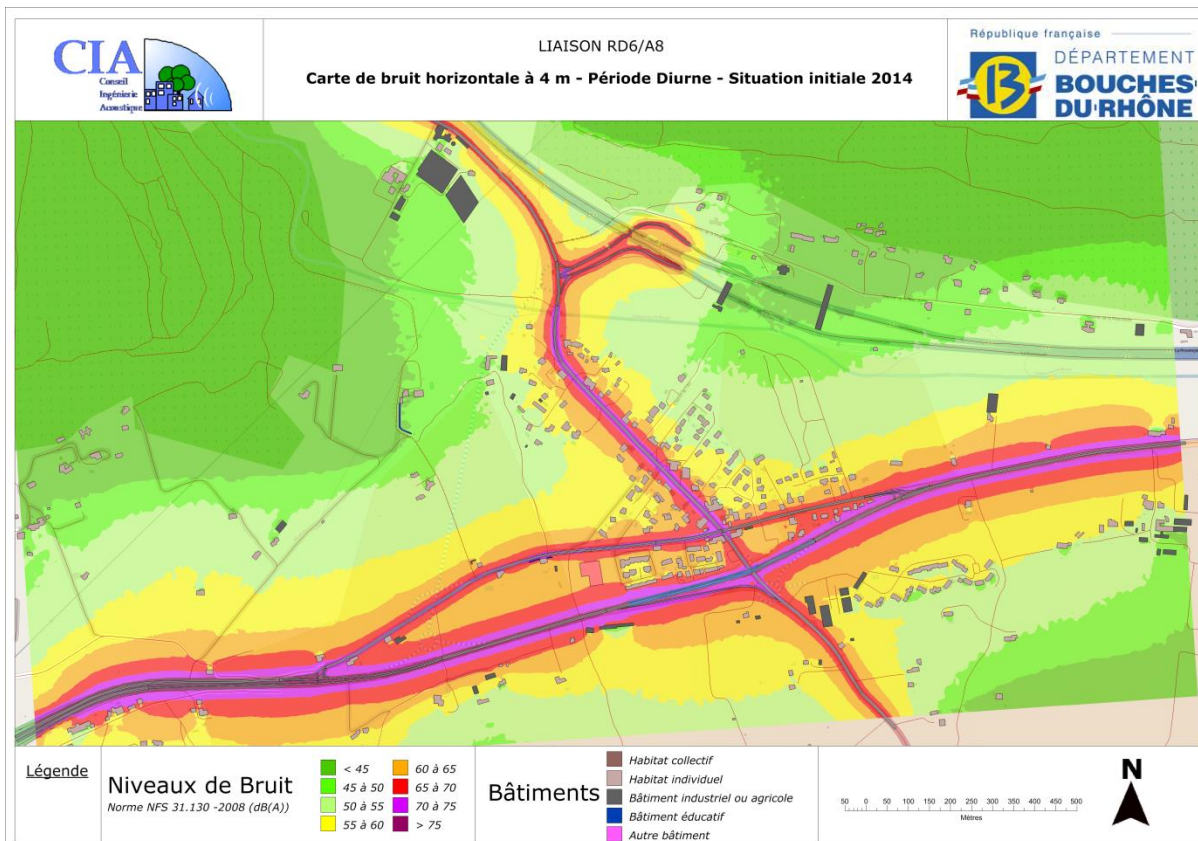 CIA
Conseil
Ingénierie
Acoustique
LIAISON RD6/A8
Carte de bruit horizontale à 4 m - Période Diurne - Situation initiale 2014
République française
13
DÉPARTEMENT
BOUCHES
DU·RHÔNE
Légende
Niveaux de Bruit
Norme NFS 31.130 -2008 (dB(A))
< 45
45 à 50
50 à 55
55 à 60
60 à 65
65 à 70
70 à 75
> 75
Bâtiments
Habitat collectif
Habitat individuel
Bâtiment industriel ou agricole
Bâtiment éducatif
Autre bâtiment
50 0 50 100 150 200 250 300 350 400 450 500
Mètres
N